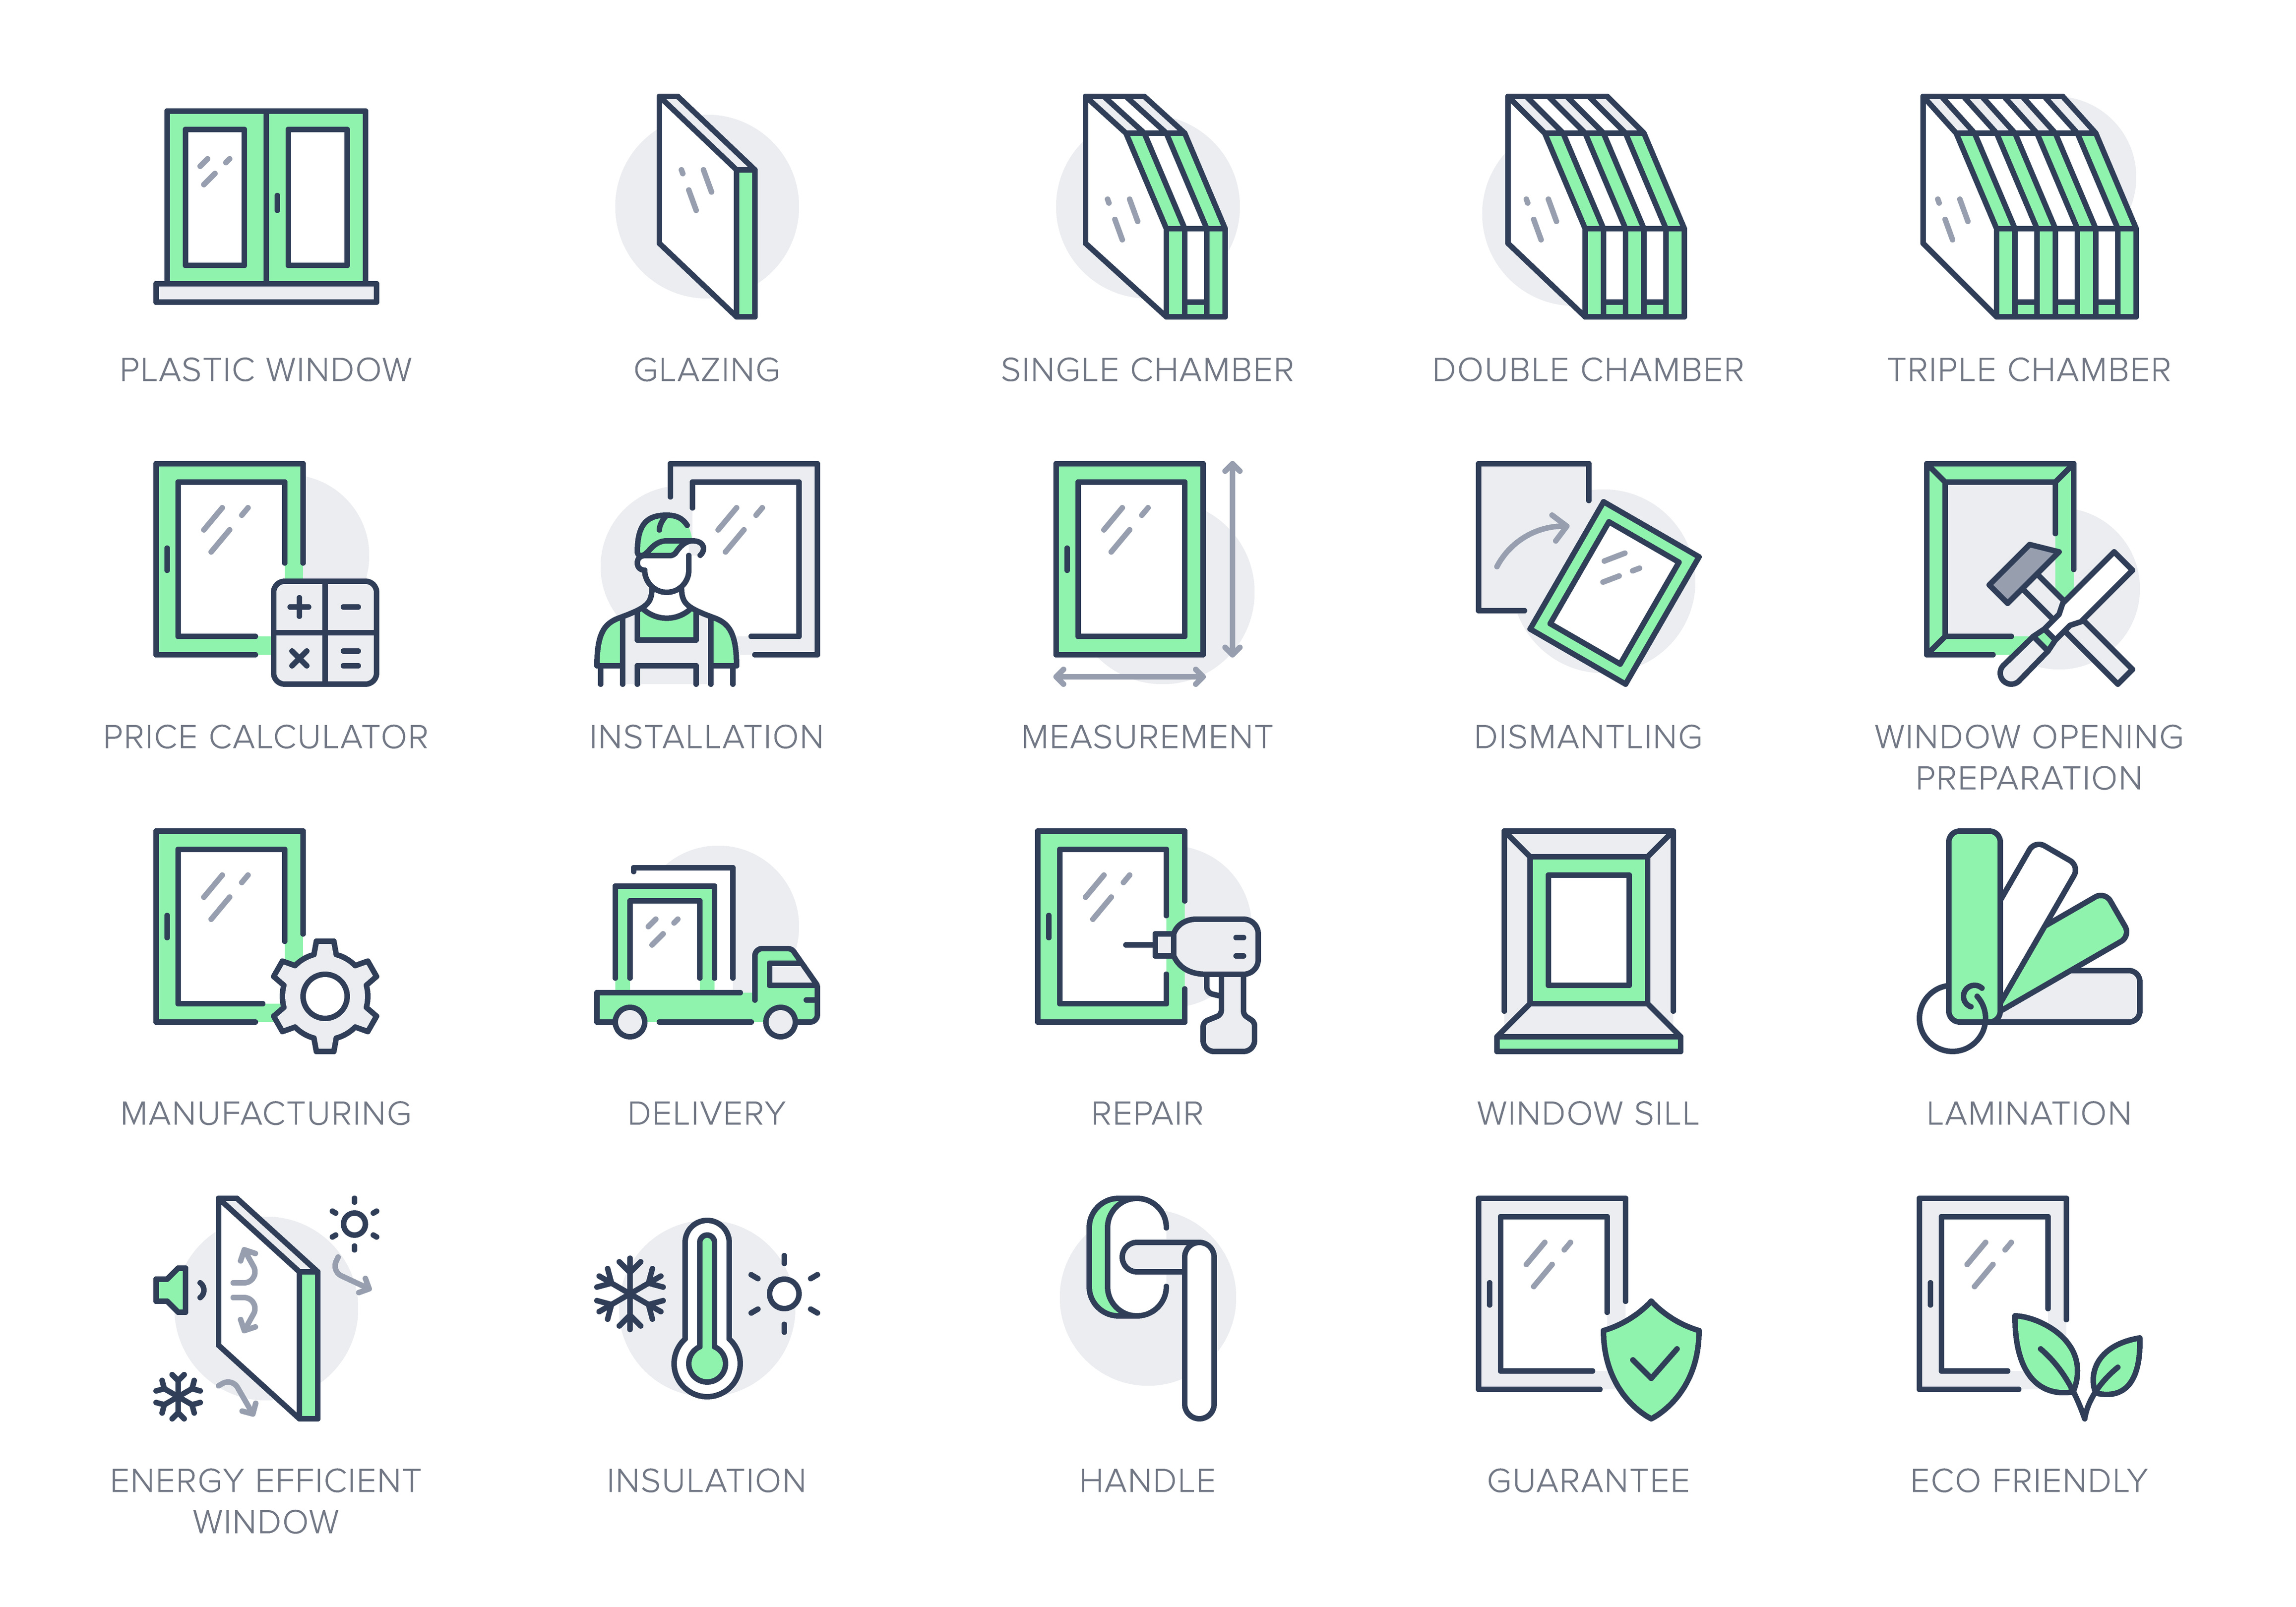 PLASTIC WINDOW
GLAZING
SINGLE CHAMBER
DOUBLE CHAMBER
TRIPLE CHAMBER
PRICE CALCULATOR
INSTALLATION
MEASUREMENT
DISMANTLING
WINDOW OPENING
PREPARATION
MANUFACTURING
DELIVERY
REPAIR
WINDOW SILL
LAMINATION
ENERGY EFFICIENT
WINDOW
INSULATION
HANDLE
GUARANTEE
ECO FRIENDLY